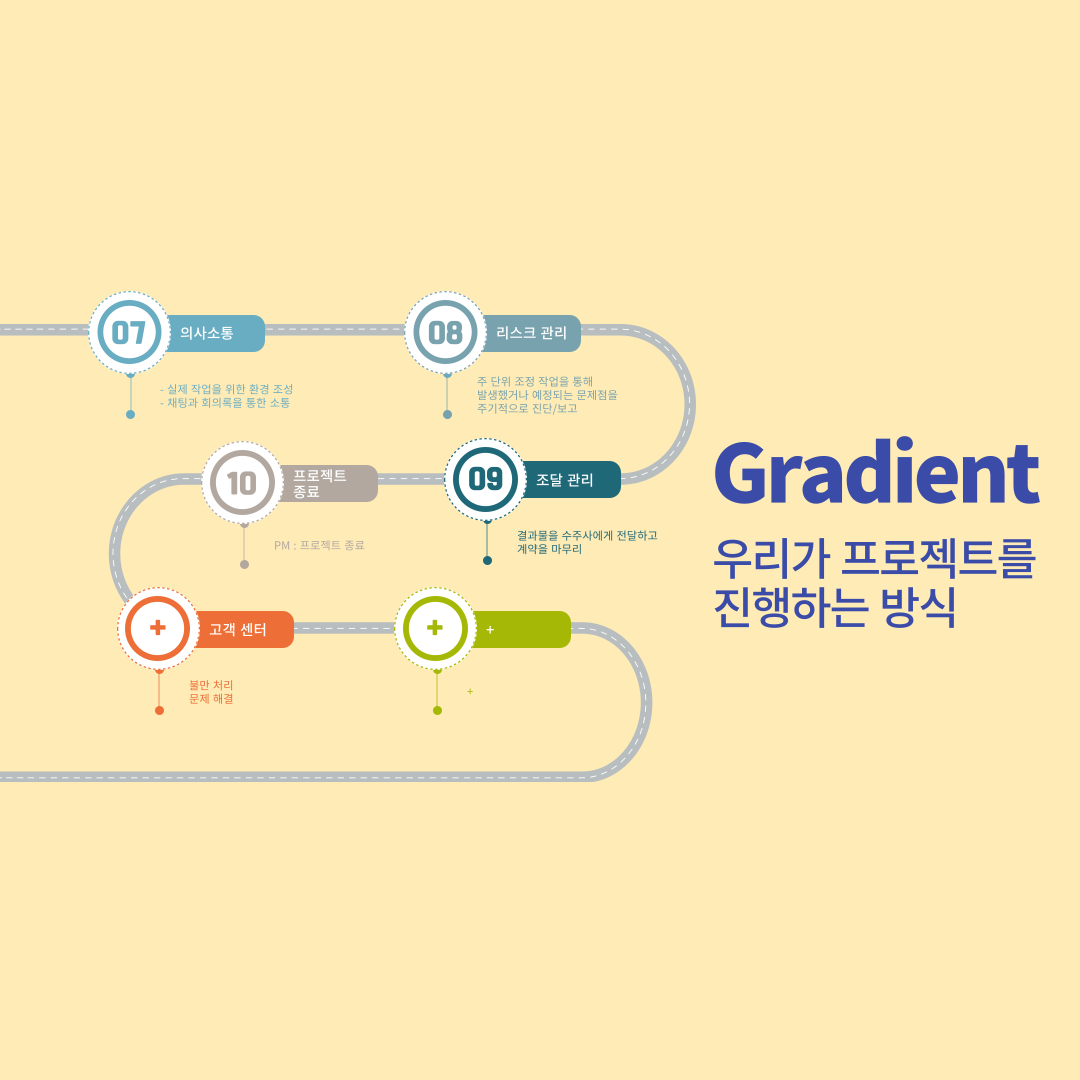 07
의사소통
- 실제 작업을 위한 환경 조성
- 채팅과 회의록을 통한 소통
08
리스크 관리
주 단위 조정 작업을 통해
발생했거나 예정되는 문제점을
주기적으로 진단/보고
09
조달 관리
결과물을 수주사에게 전달하고
계약을 마무리
10
프로젝트
종료
PM : 프로젝트 종료
+
고객 센터
불만 처리
문제 해결
+
+
+
Gradient
우리가 프로젝트를
진행하는 방식